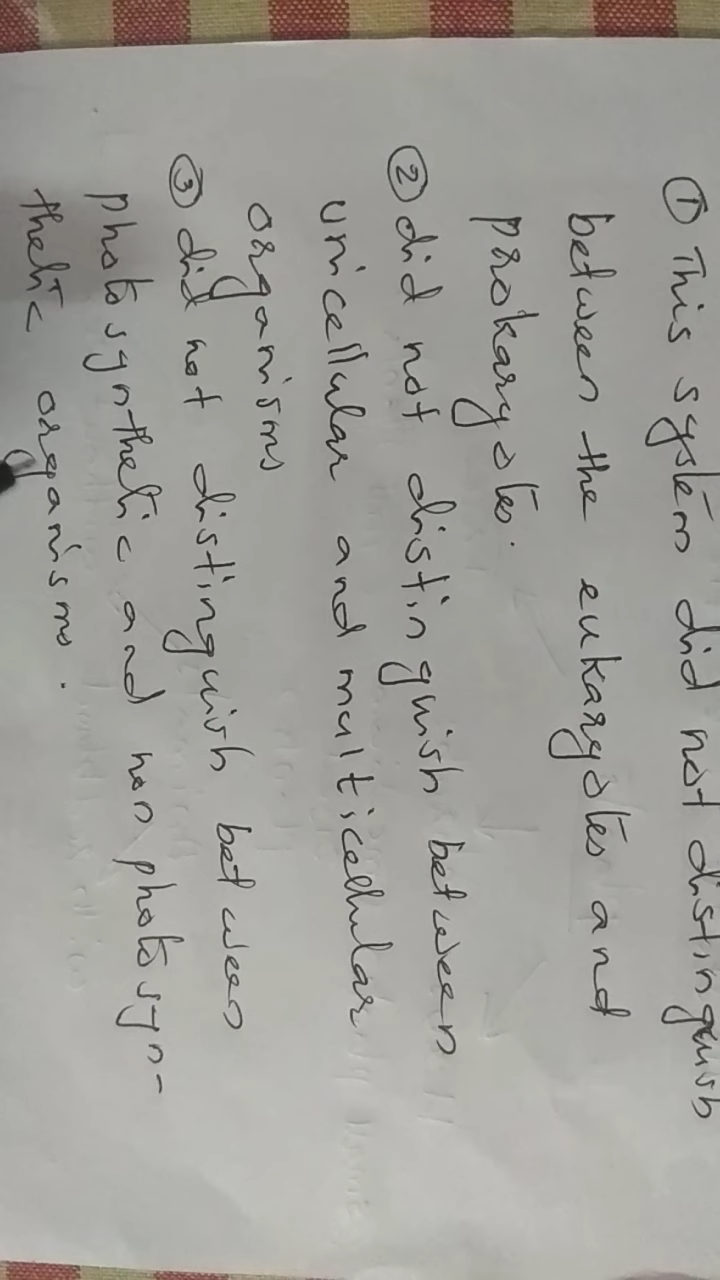 ① This system did not distinguish
between the eukaryotes and
prokaryotes.
② did not distinguish between
unicellular and multicellular
organisms
③ did not distinguish between
photosynthetic and non photosyn-
thetic organisms.